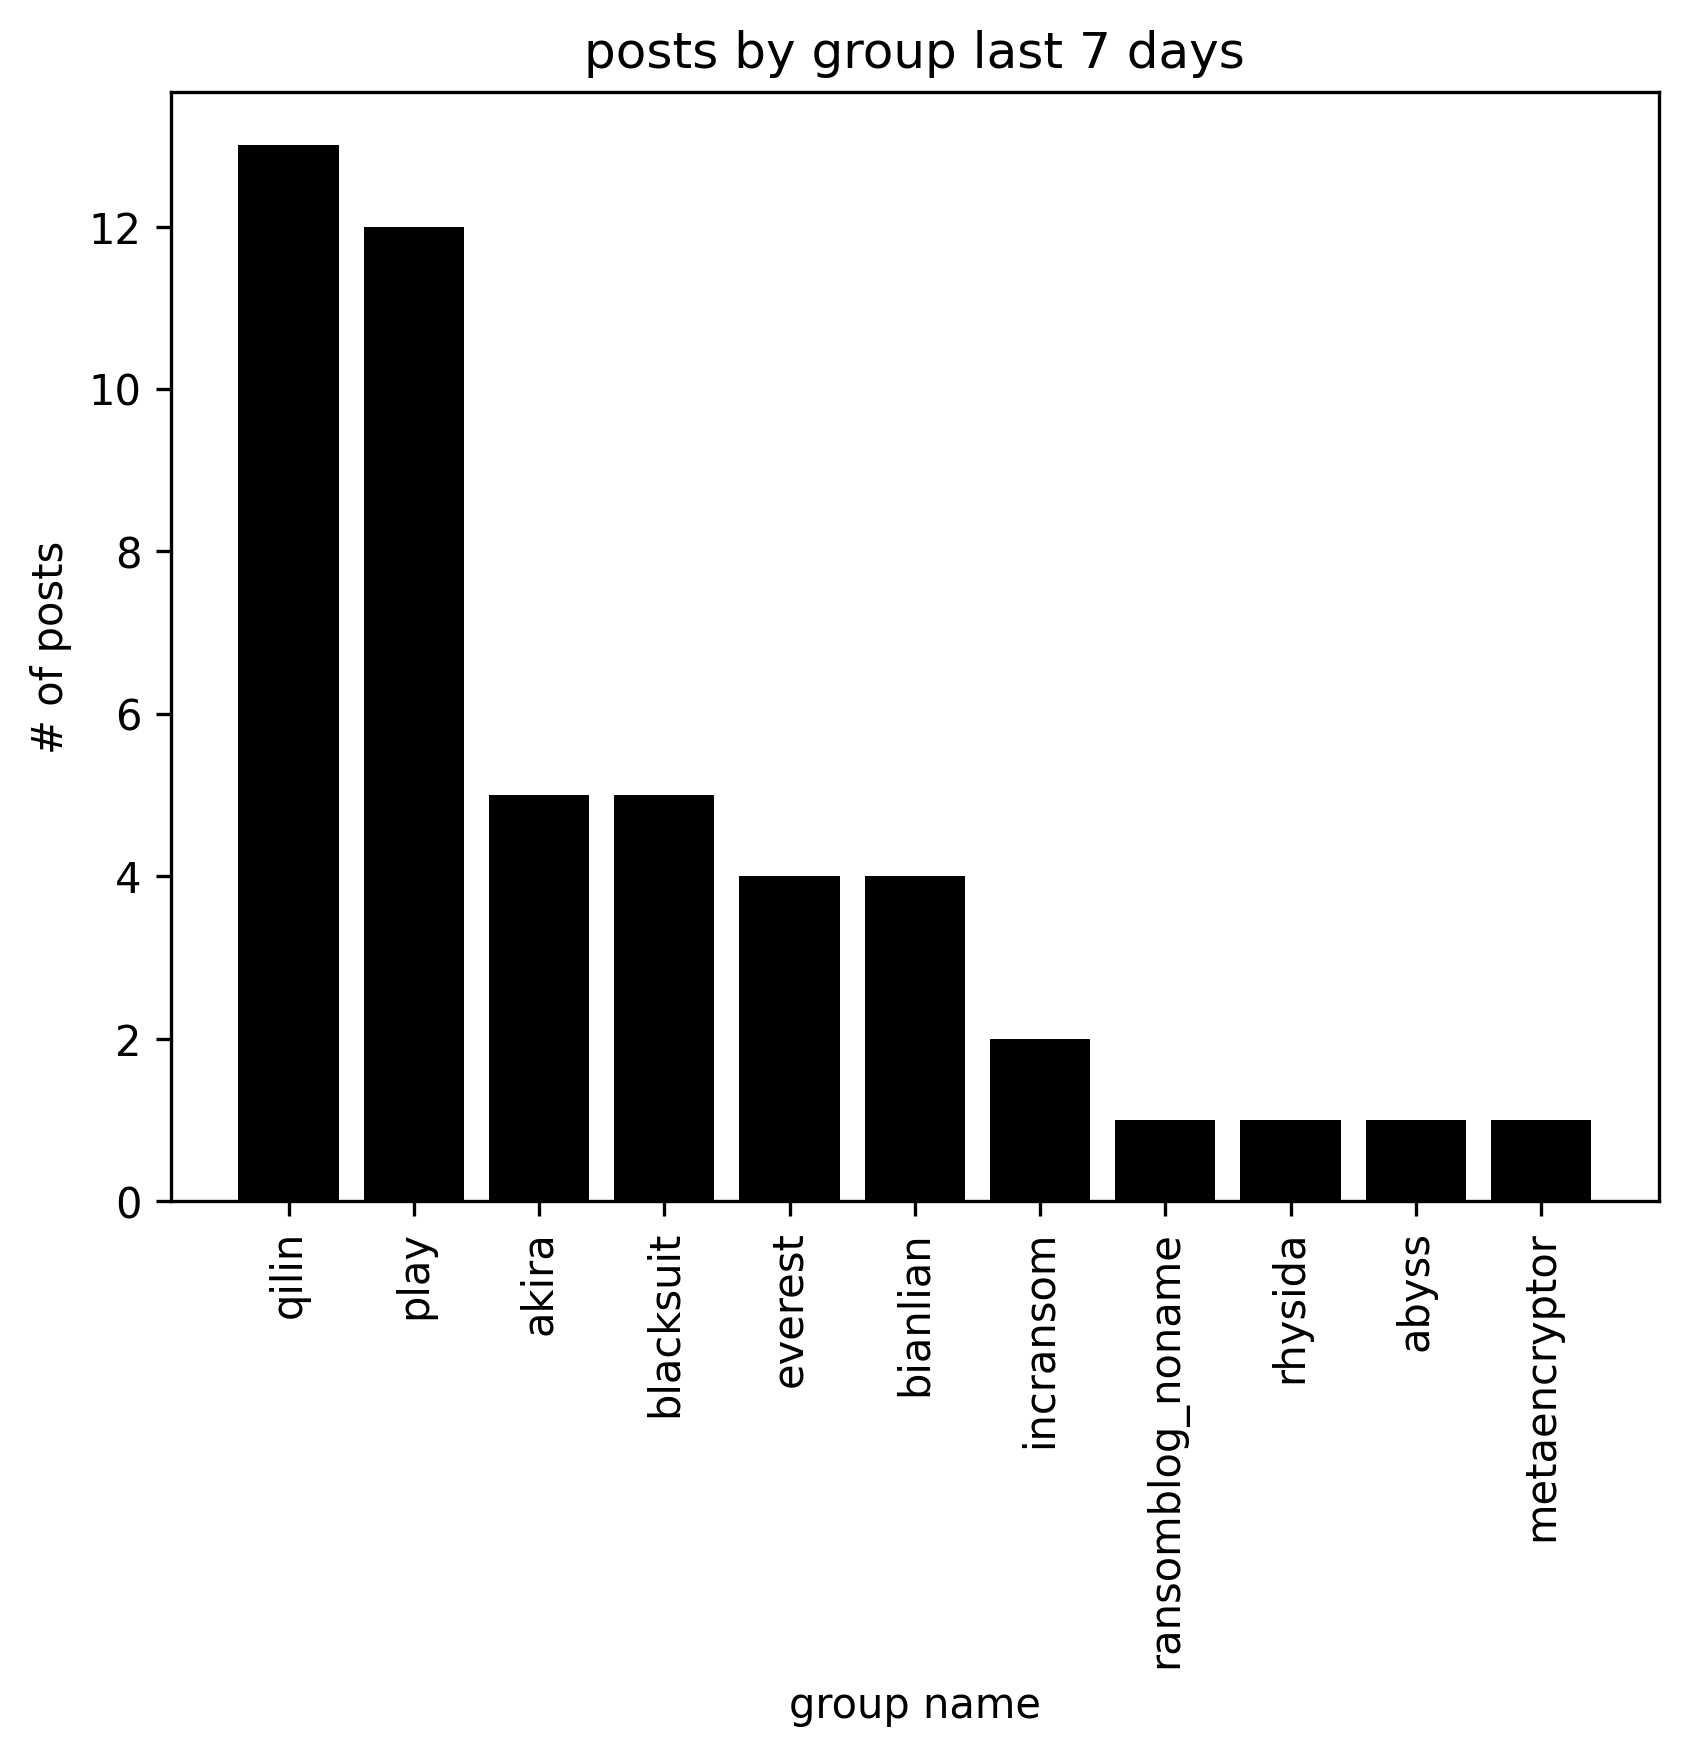 posts by group last 7 days
# of posts
12
10
8
6
4
2
0
qilin
play
akira
blacksuit
everest
bianlian
incransom
ransomblog_noname
rhysida
abyss
metaencryptor
group name